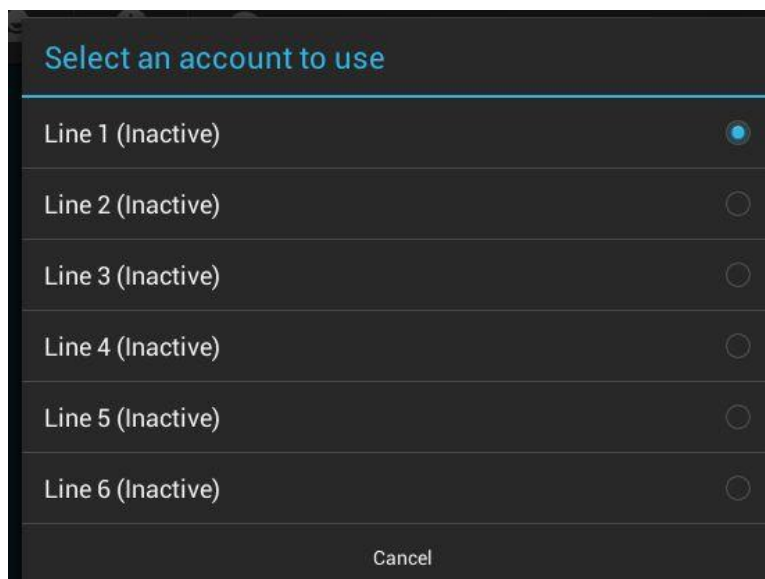 Select an account to use
Line 1 (Inactive)
Line 2 (Inactive)
Line 3 (Inactive)
Line 4 (Inactive)
Line 5 (Inactive)
Line 6 (Inactive)
Cancel